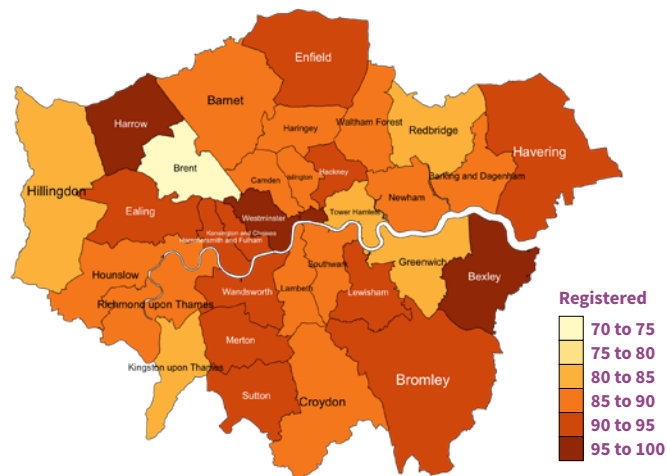 Enfield
Barnet
Harrow
Haringey
Waltham Forest
Redbridge
Havering
Brent
Hackney
Camden
Barking and Dagenham
Hillingdon
Newham
Ealing
Westminster
Tower Hamlets
Kensington and Chelsea
Hammersmith and Fulham
Greenwich
Hounslow
Southwark
Bexley
Wandsworth
Lambeth
Lewisham
Richmond upon Thames
Merton
Kingston upon Thames
Bromley
Sutton
Croydon
Registered
70 to 75
75 to 80
80 to 85
85 to 90
90 to 95
95 to 100